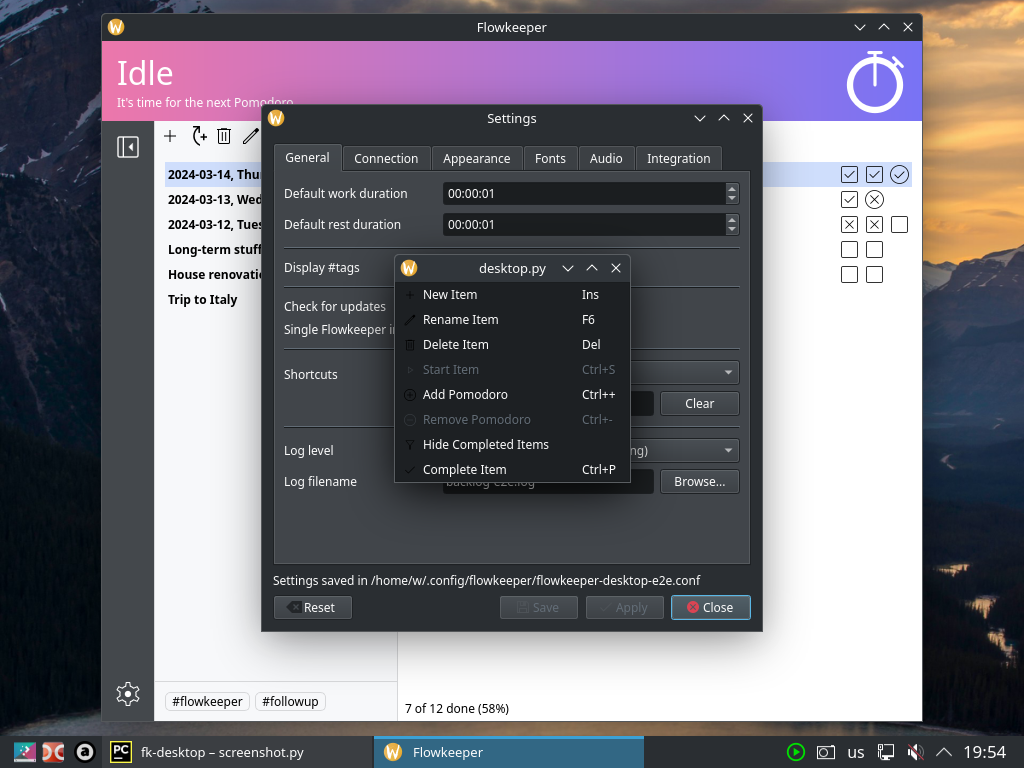 Flowkeeper
Idle
It's time for the next Pomodoro.
Settings
General Connection Appearance Fonts Audio Integration
2024-03-14, Thu
Default work duration 00:00:01
2024-03-13, Wed
Default rest duration 00:00:01
2024-03-12, Tues
Long-term stuff
Display #tags
desktop.py
House renovatio
Trip to Italy
Check for updates
Single Flowkeeper in
New Item Ins
Rename Item F6
Delete Item Del
Start Item Ctrl+S
Add Pomodoro Ctrl++
Remove Pomodoro Ctrl+-
Hide Completed Items
Complete Item Ctrl+P
Shortcuts
Clear
Log level ng)
Log filename backlog-e2e.log Browse...
Settings saved in /home/w/.config/flowkeeper/flowkeeper-desktop-e2e.conf
Reset Save Apply Close
#flowkeeper #followup
7 of 12 done (58%)
PC fk-desktop – screenshot.py Flowkeeper us 19:54